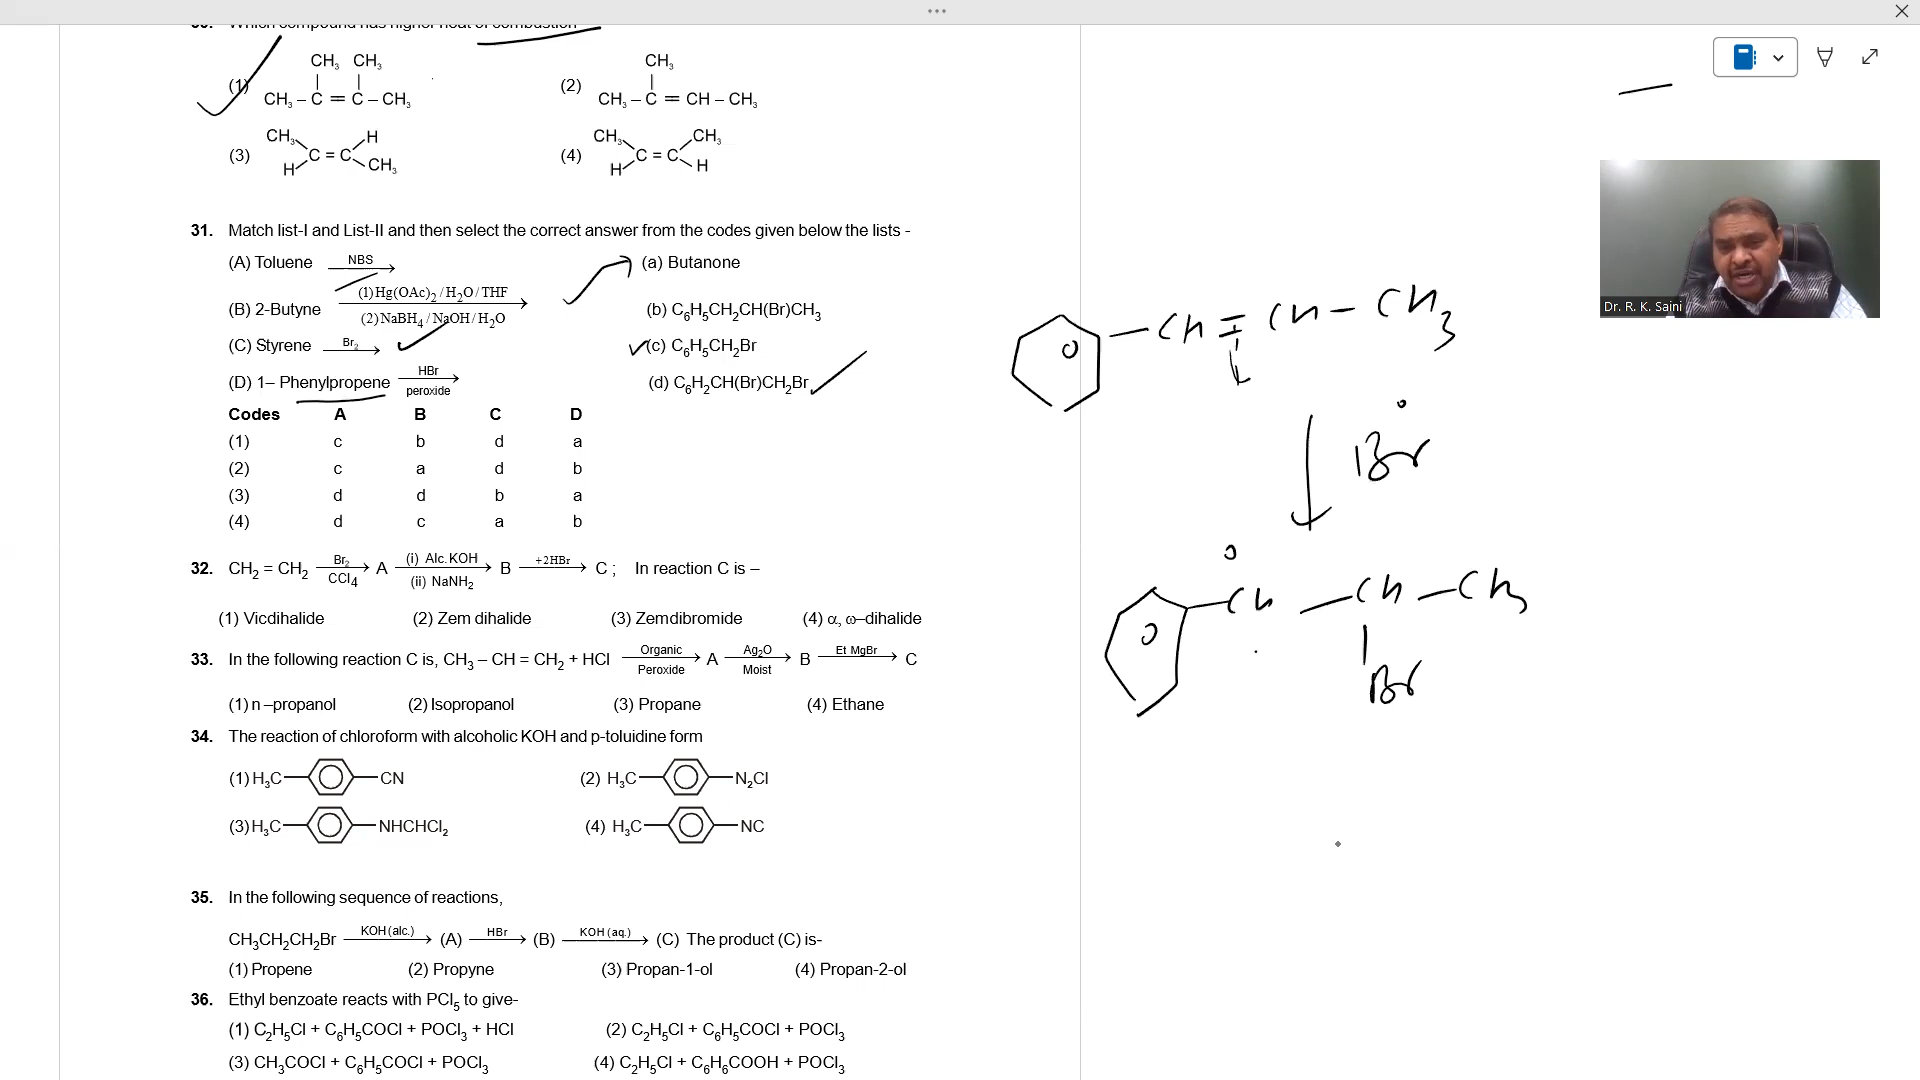 30. Which compound has higher heat of combustion
(1) CH₃ – C(CH₃) = C(CH₃) – CH₃ (2) CH₃ – C(CH₃) = CH – CH₃
(3) CH₃ H C = C H CH₃ (4) CH₃ H C = C CH₃ H
31. Match list-I and List-II and then select the correct answer from the codes given below the lists -
(A) Toluene NBS → (a) Butanone
(B) 2-Butyne (1)Hg(OAc)₂/H₂O/THF (2)NaBH₄/NaOH/H₂O → (b) C₆H₅CH₂CH(Br)CH₃
(C) Styrene Br₂ → (c) C₆H₅CH₂Br
(D) 1– Phenylpropene HBr peroxide → (d) C₆H₂CH(Br)CH₂Br
Codes A B C D
(1) c b d a
(2) c a d b
(3) d d b a
(4) d c a b
32. CH₂ = CH₂ Br₂ CCl₄ → A (i) Alc.KOH (ii) NaNH₂ → B +2HBr → C ; In reaction C is –
(1) Vicdihalide (2) Zem dihalide (3) Zemdibromide (4) α, ω–dihalide
33. In the following reaction C is, CH₃ – CH = CH₂ + HCl Organic Peroxide → A Ag₂O Moist → B Et MgBr → C
(1) n –propanol (2) Isopropanol (3) Propane (4) Ethane
34. The reaction of chloroform with alcoholic KOH and p-toluidine form
(1) H₃C CN (2) H₃C N₂Cl
(3) H₃C NHCHCl₂ (4) H₃C NC
35. In the following sequence of reactions,
CH₃CH₂CH₂Br KOH(alc.) → (A) HBr → (B) KOH(aq.) → (C) The product (C) is-
(1) Propene (2) Propyne (3) Propan-1-ol (4) Propan-2-ol
36. Ethyl benzoate reacts with PCl₅ to give-
(1) C₂H₅Cl + C₆H₅COCl + POCl₃ + HCl (2) C₂H₅Cl + C₆H₅COCl + POCl₃
(3) CH₃COCl + C₆H₅COCl + POCl₃ (4) C₂H₅Cl + C₆H₆COOH + POCl₃
Dr. R. K. Saini
CH = CH – CH₃
Br
CH – CH – CH₃
Br